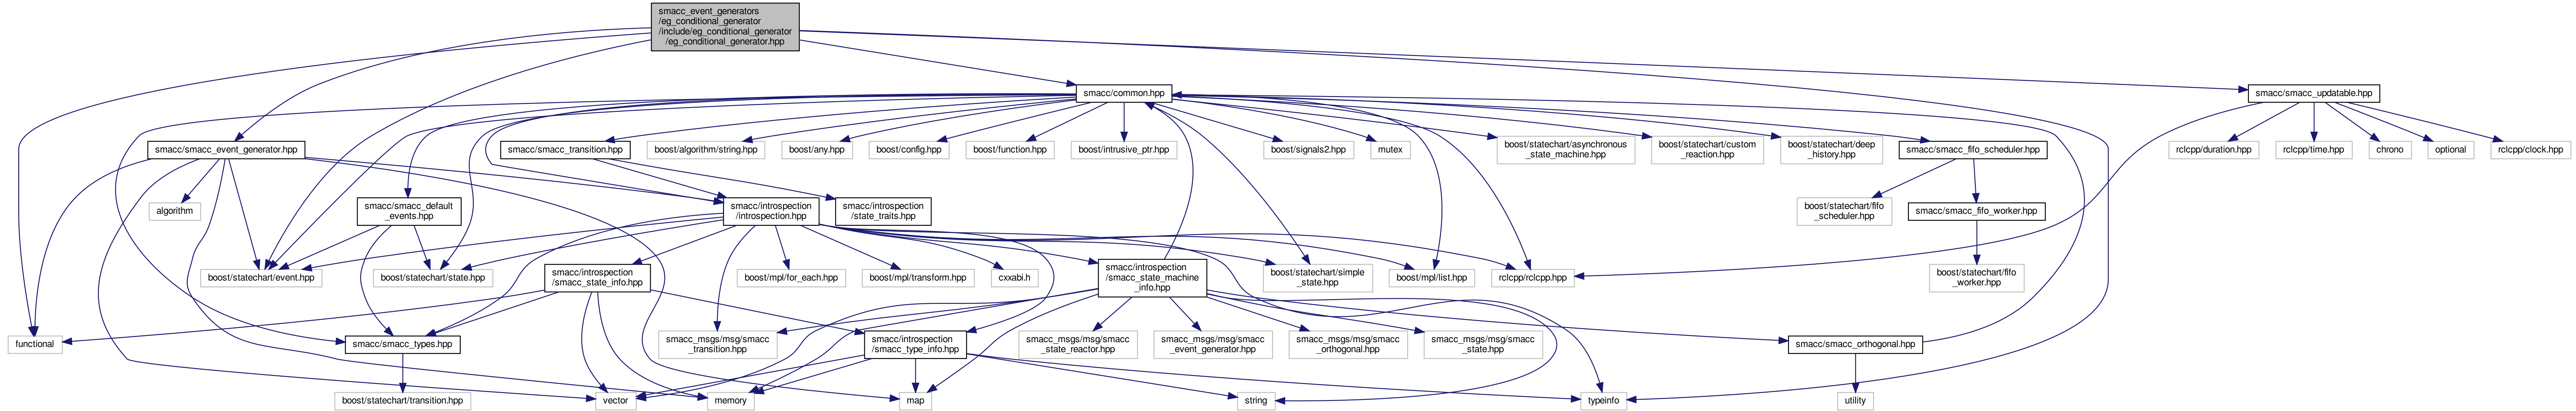 smacc_event_generators
/eg_conditional_generator
/include/eg_conditional_generator
/eg_conditional_generator.hpp
smacc/common.hpp
smacc/smacc_updatable.hpp
smacc/smacc_event_generator.hpp
smacc/smacc_transition.hpp
boost/algorithm/string.hpp
boost/any.hpp
boost/config.hpp
boost/function.hpp
boost/intrusive_ptr.hpp
boost/signals2.hpp
mutex
boost/statechart/asynchronous
_state_machine.hpp
boost/statechart/custom
_reaction.hpp
boost/statechart/deep
_history.hpp
smacc/smacc_fifo_scheduler.hpp
rclcpp/duration.hpp
rclcpp/time.hpp
chrono
optional
rclcpp/clock.hpp
algorithm
smacc/smacc_default
_events.hpp
smacc/introspection
/introspection.hpp
smacc/introspection
/state_traits.hpp
boost/statechart/fifo
_scheduler.hpp
smacc/smacc_fifo_worker.hpp
boost/statechart/event.hpp
boost/statechart/state.hpp
smacc/introspection
/smacc_state_info.hpp
boost/mpl/for_each.hpp
boost/mpl/transform.hpp
cxxabi.h
smacc/introspection
/smacc_state_machine
_info.hpp
boost/statechart/simple
_state.hpp
boost/mpl/list.hpp
rclcpp/rclcpp.hpp
boost/statechart/fifo
_worker.hpp
functional
smacc/smacc_types.hpp
smacc_msgs/msg/smacc
_transition.hpp
smacc/introspection
/smacc_type_info.hpp
smacc_msgs/msg/smacc
_state_reactor.hpp
smacc_msgs/msg/smacc
_event_generator.hpp
smacc_msgs/msg/smacc
_orthogonal.hpp
smacc_msgs/msg/smacc
_state.hpp
smacc/smacc_orthogonal.hpp
boost/statechart/transition.hpp
vector
memory
map
string
typeinfo
utility